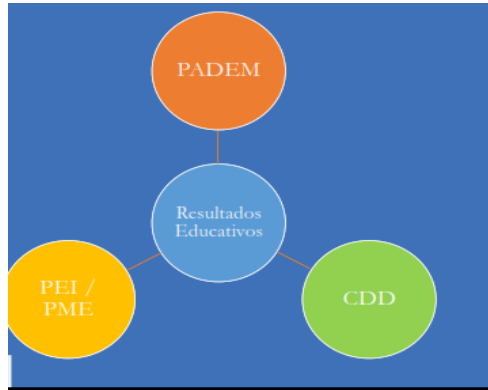 PADEM
Resultados
Educativos
PEI /
PME
CDD